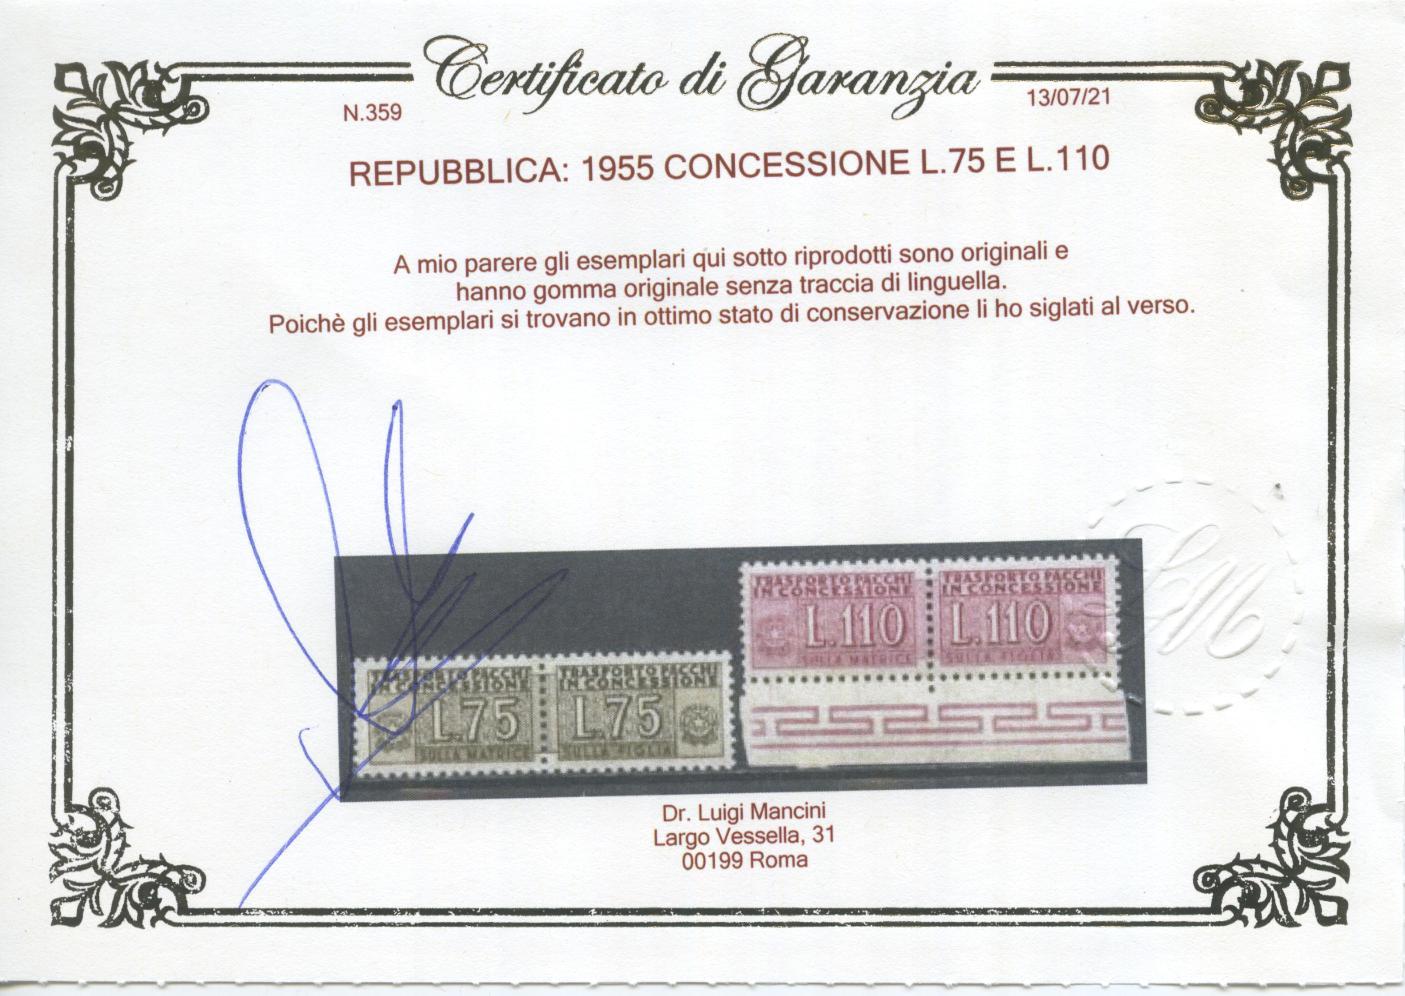 Certificato di Garanzia
N.359
13/07/21
REPUBBLICA: 1955 CONCESSIONE L.75 E L.110
A mio parere gli esemplari qui sotto riprodotti sono originali e
hanno gomma originale senza traccia di linguella.
Poichè gli esemplari si trovano in ottimo stato di conservazione li ho siglati al verso.
TRASPORTO PACCHI
IN CONCESSIONE
L.75
SULLA MATRICE
TRASPORTO PACCHI
IN CONCESSIONE
L.75
SULLA FIGLIA
TRASPORTO PACCHI
IN CONCESSIONE
L.110
SULLA MATRICE
TRASPORTO PACCHI
IN CONCESSIONE
L.110
SULLA FIGLIA
Dr. Luigi Mancini
Largo Vessella, 31
00199 Roma